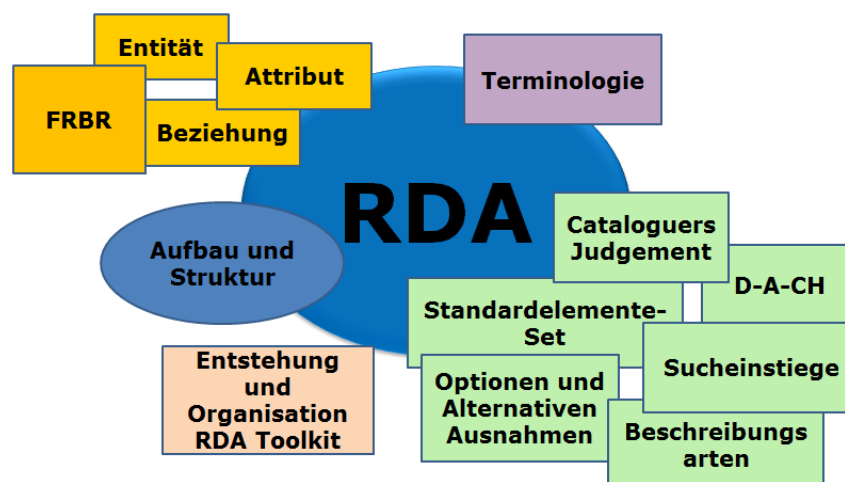 Entität
Attribut
FRBR
Beziehung
Terminologie
RDA
Aufbau und
Struktur
Cataloguers
Judgement
D-A-CH
Standardelemente-
Set
Sucheinstiege
Entstehung
und
Organisation
RDA Toolkit
Optionen und
Alternativen
Ausnahmen
Beschreibungs
arten